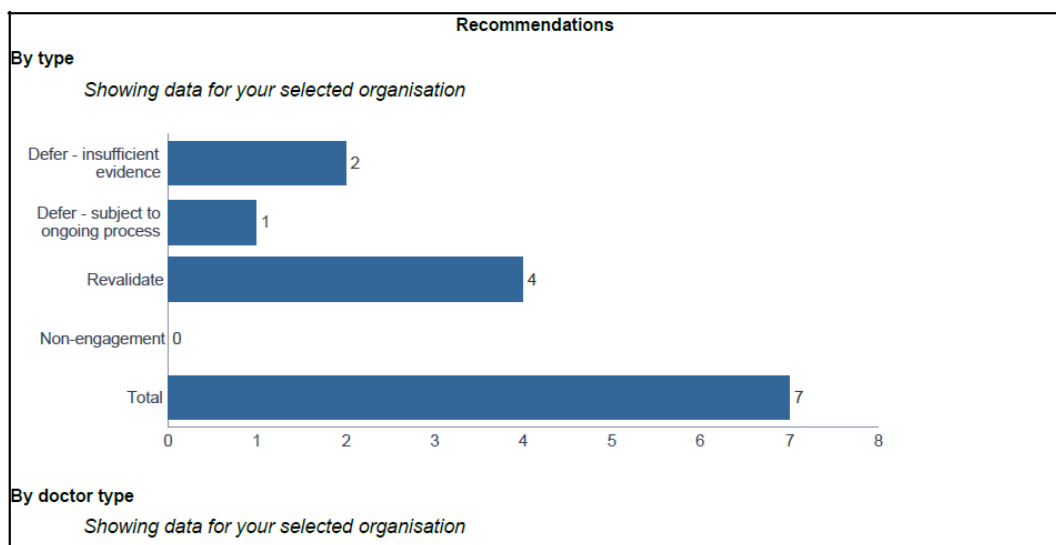 Recommendations
By type
Showing data for your selected organisation
Defer - insufficient
evidence
2
Defer - subject to
ongoing process
1
Revalidate
4
Non-engagement
0
Total
7
0 1 2 3 4 5 6 7 8
By doctor type
Showing data for your selected organisation